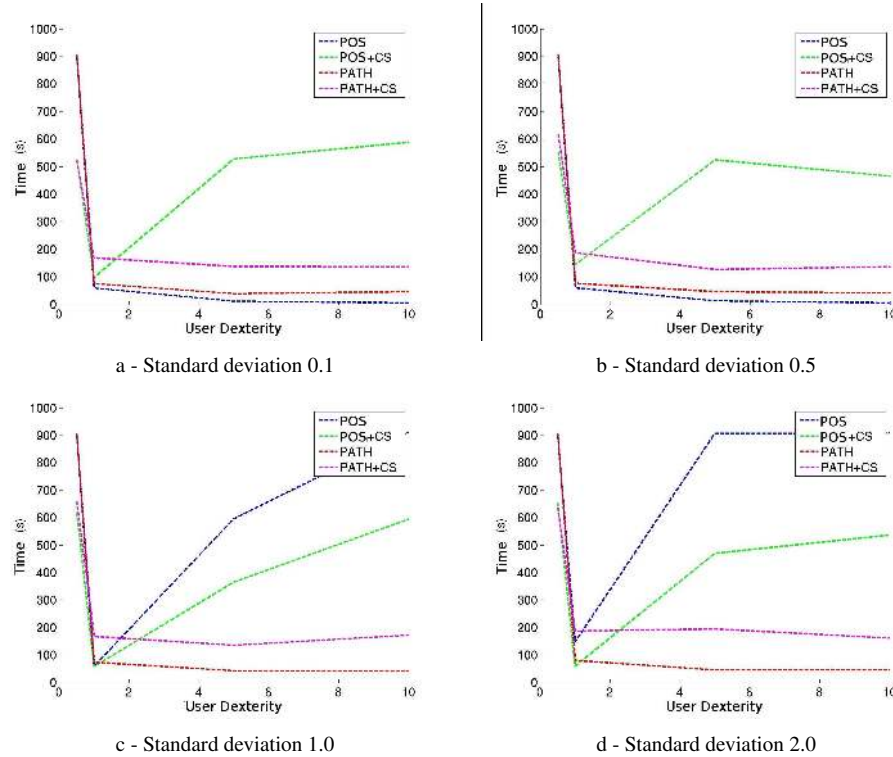 1000
900
800
700
600
500
400
300
200
100
0
Time (s)
0 2 4 6 8 10
User Dexterity
POS
POS+CS
PATH
PATH+CS
a - Standard deviation 0.1
1000
900
800
700
600
500
400
300
200
100
0
Time (s)
0 2 4 6 8 10
User Dexterity
POS
POS+CS
PATH
PATH+CS
b - Standard deviation 0.5
1000
900
800
700
600
500
400
300
200
100
0
Time (s)
0 2 4 6 8 10
User Dexterity
POS
POS+CS
PATH
PATH+CS
c - Standard deviation 1.0
1000
900
800
700
600
500
400
300
200
100
0
Time (s)
0 2 4 6 8 10
User Dexterity
POS
POS+CS
PATH
PATH+CS
d - Standard deviation 2.0